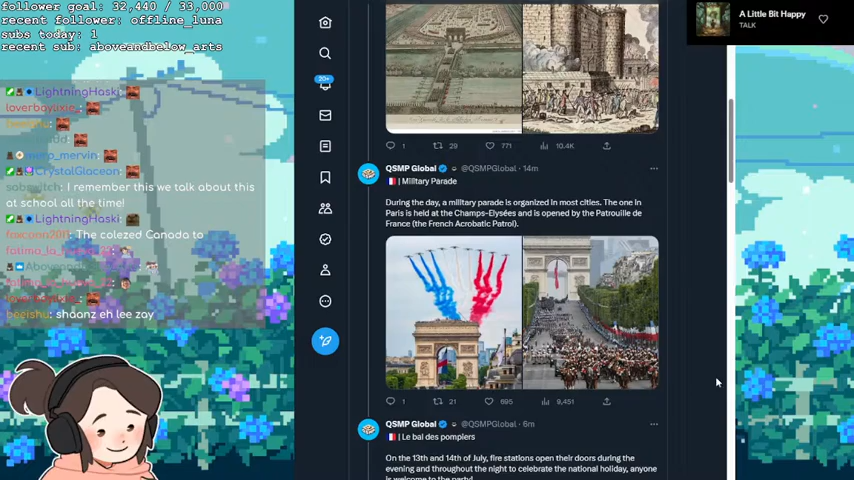 follower goal: 32,440 / 33,000
recent follower: offline_luna
subs today: 1
recent sub: aboveandbelow_arts
LightningHaski
loverboylixie_
moro_mervin
CrystalGlaceon
I remember this we talk about this
at school all the time!
LightningHaski
The colezed Canada to
loverboylixie
beeishu: shaanz eh lee zay
20+
1
29
771
10.4K
QSMP Global @QSMPGlobal · 14m
| Military Parade
During the day, a military parade is organized in most cities. The one in
Paris is held at the Champs-Elysées and is opened by the Patrouille de
France (the French Acrobatic Patrol).
1
21
695
9,451
QSMP Global @QSMPGlobal · 6m
| Le bal des pompiers
On the 13th and 14th of July, fire stations open their doors during the
evening and throughout the night to celebrate the national holiday, anyone
is welcome to the party!
A Little Bit Happy
TALK